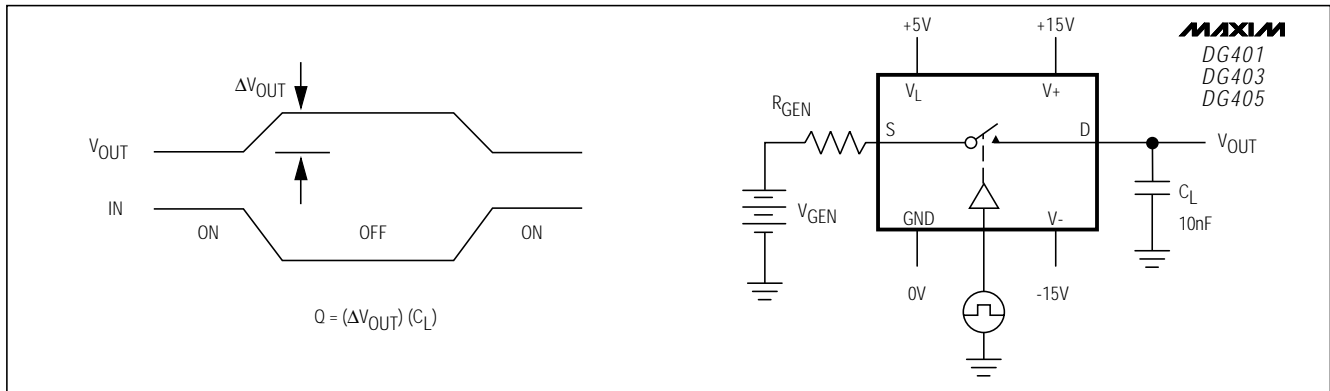 ΔVOUT
VOUT
IN
ON
OFF
ON
Q = (ΔVOUT) (CL)
+5V
+15V
MAXIM
DG401
DG403
DG405
VL
V+
RGEN
S
D
VOUT
VGEN
CL
10nF
GND
V-
0V
-15V